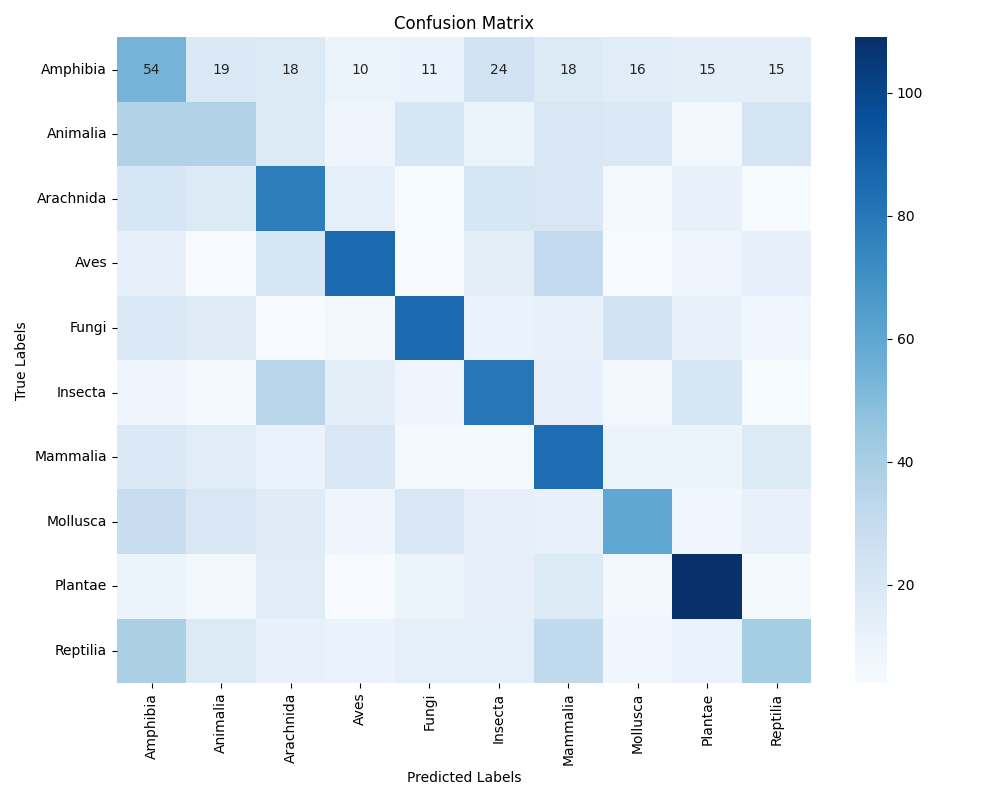 Confusion Matrix
Amphibia 54 19 18 10 11 24 18 16 15 15
Animalia
Arachnida
Aves
Fungi
Insecta
Mammalia
Mollusca
Plantae
Reptilia
True Labels
Amphibia Animalia Arachnida Aves Fungi Insecta Mammalia Mollusca Plantae Reptilia
Predicted Labels
100
80
60
40
20